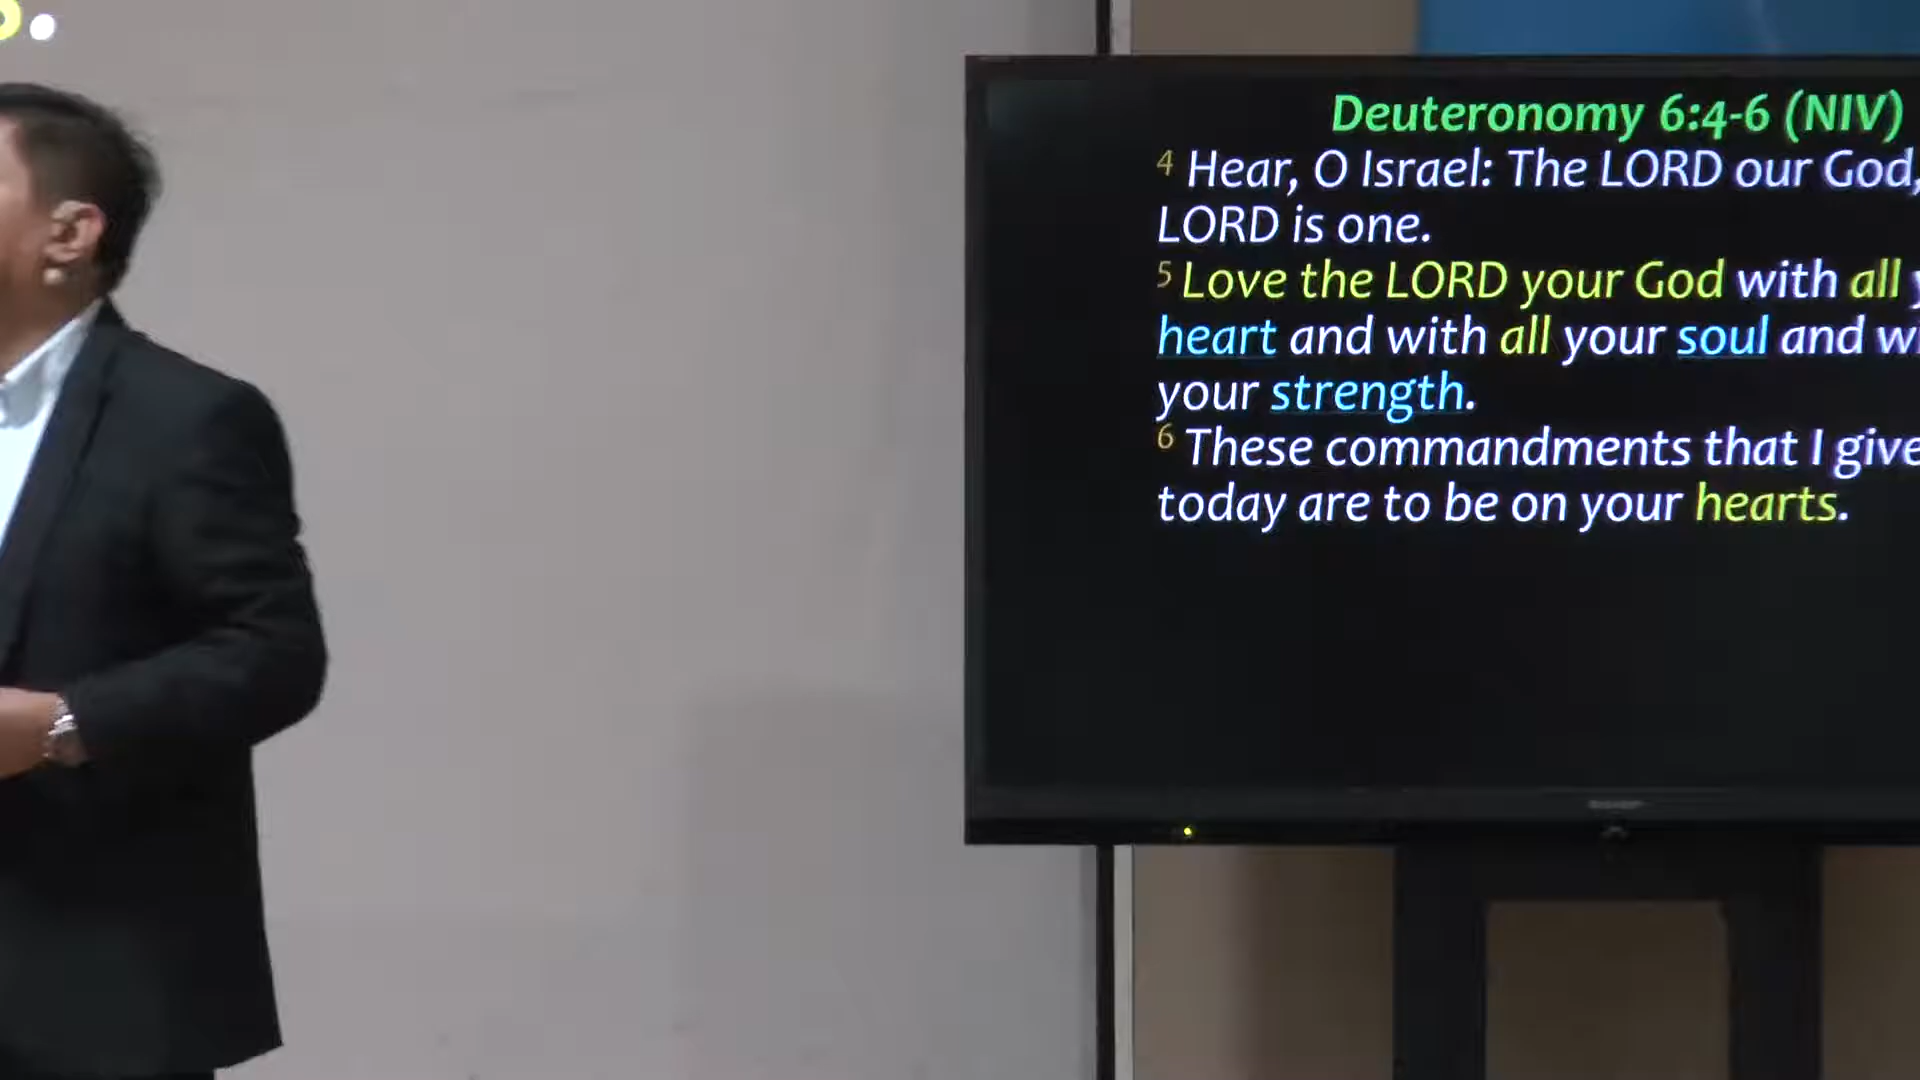 s.
Deuteronomy 6:4-6 (NIV)
4 Hear, O Israel: The LORD our God,
LORD is one.
5 Love the LORD your God with all
heart and with all your soul and
your strength.
6 These commandments that I give
today are to be on your hearts.